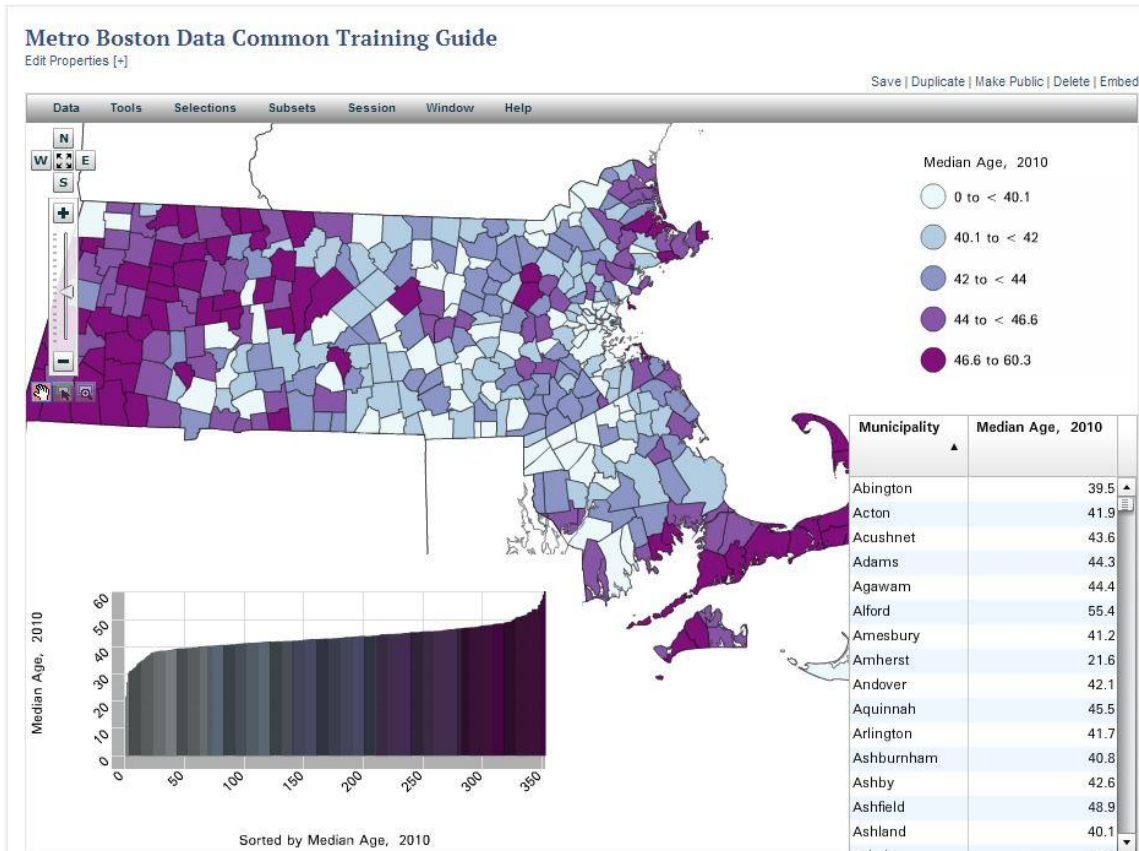 Metro Boston Data Common Training Guide
Edit Properties [+]
Save | Duplicate | Make Public | Delete | Embed
Data Tools Selections Subsets Session Window Help
N
W E
S
Median Age, 2010
0 to < 40.1
40.1 to < 42
42 to < 44
44 to < 46.6
46.6 to 60.3
Municipality Median Age, 2010
Abington 39.5
Acton 41.9
Acushnet 43.6
Adams 44.3
Agawam 44.4
Alford 55.4
Amesbury 41.2
Amherst 21.6
Andover 42.1
Aquinnah 45.5
Arlington 41.7
Ashburnham 40.8
Ashby 42.6
Ashfield 48.9
Ashland 40.1
Median Age, 2010
60
50
40
30
20
10
0
0 50 100 150 200 250 300 350
Sorted by Median Age, 2010